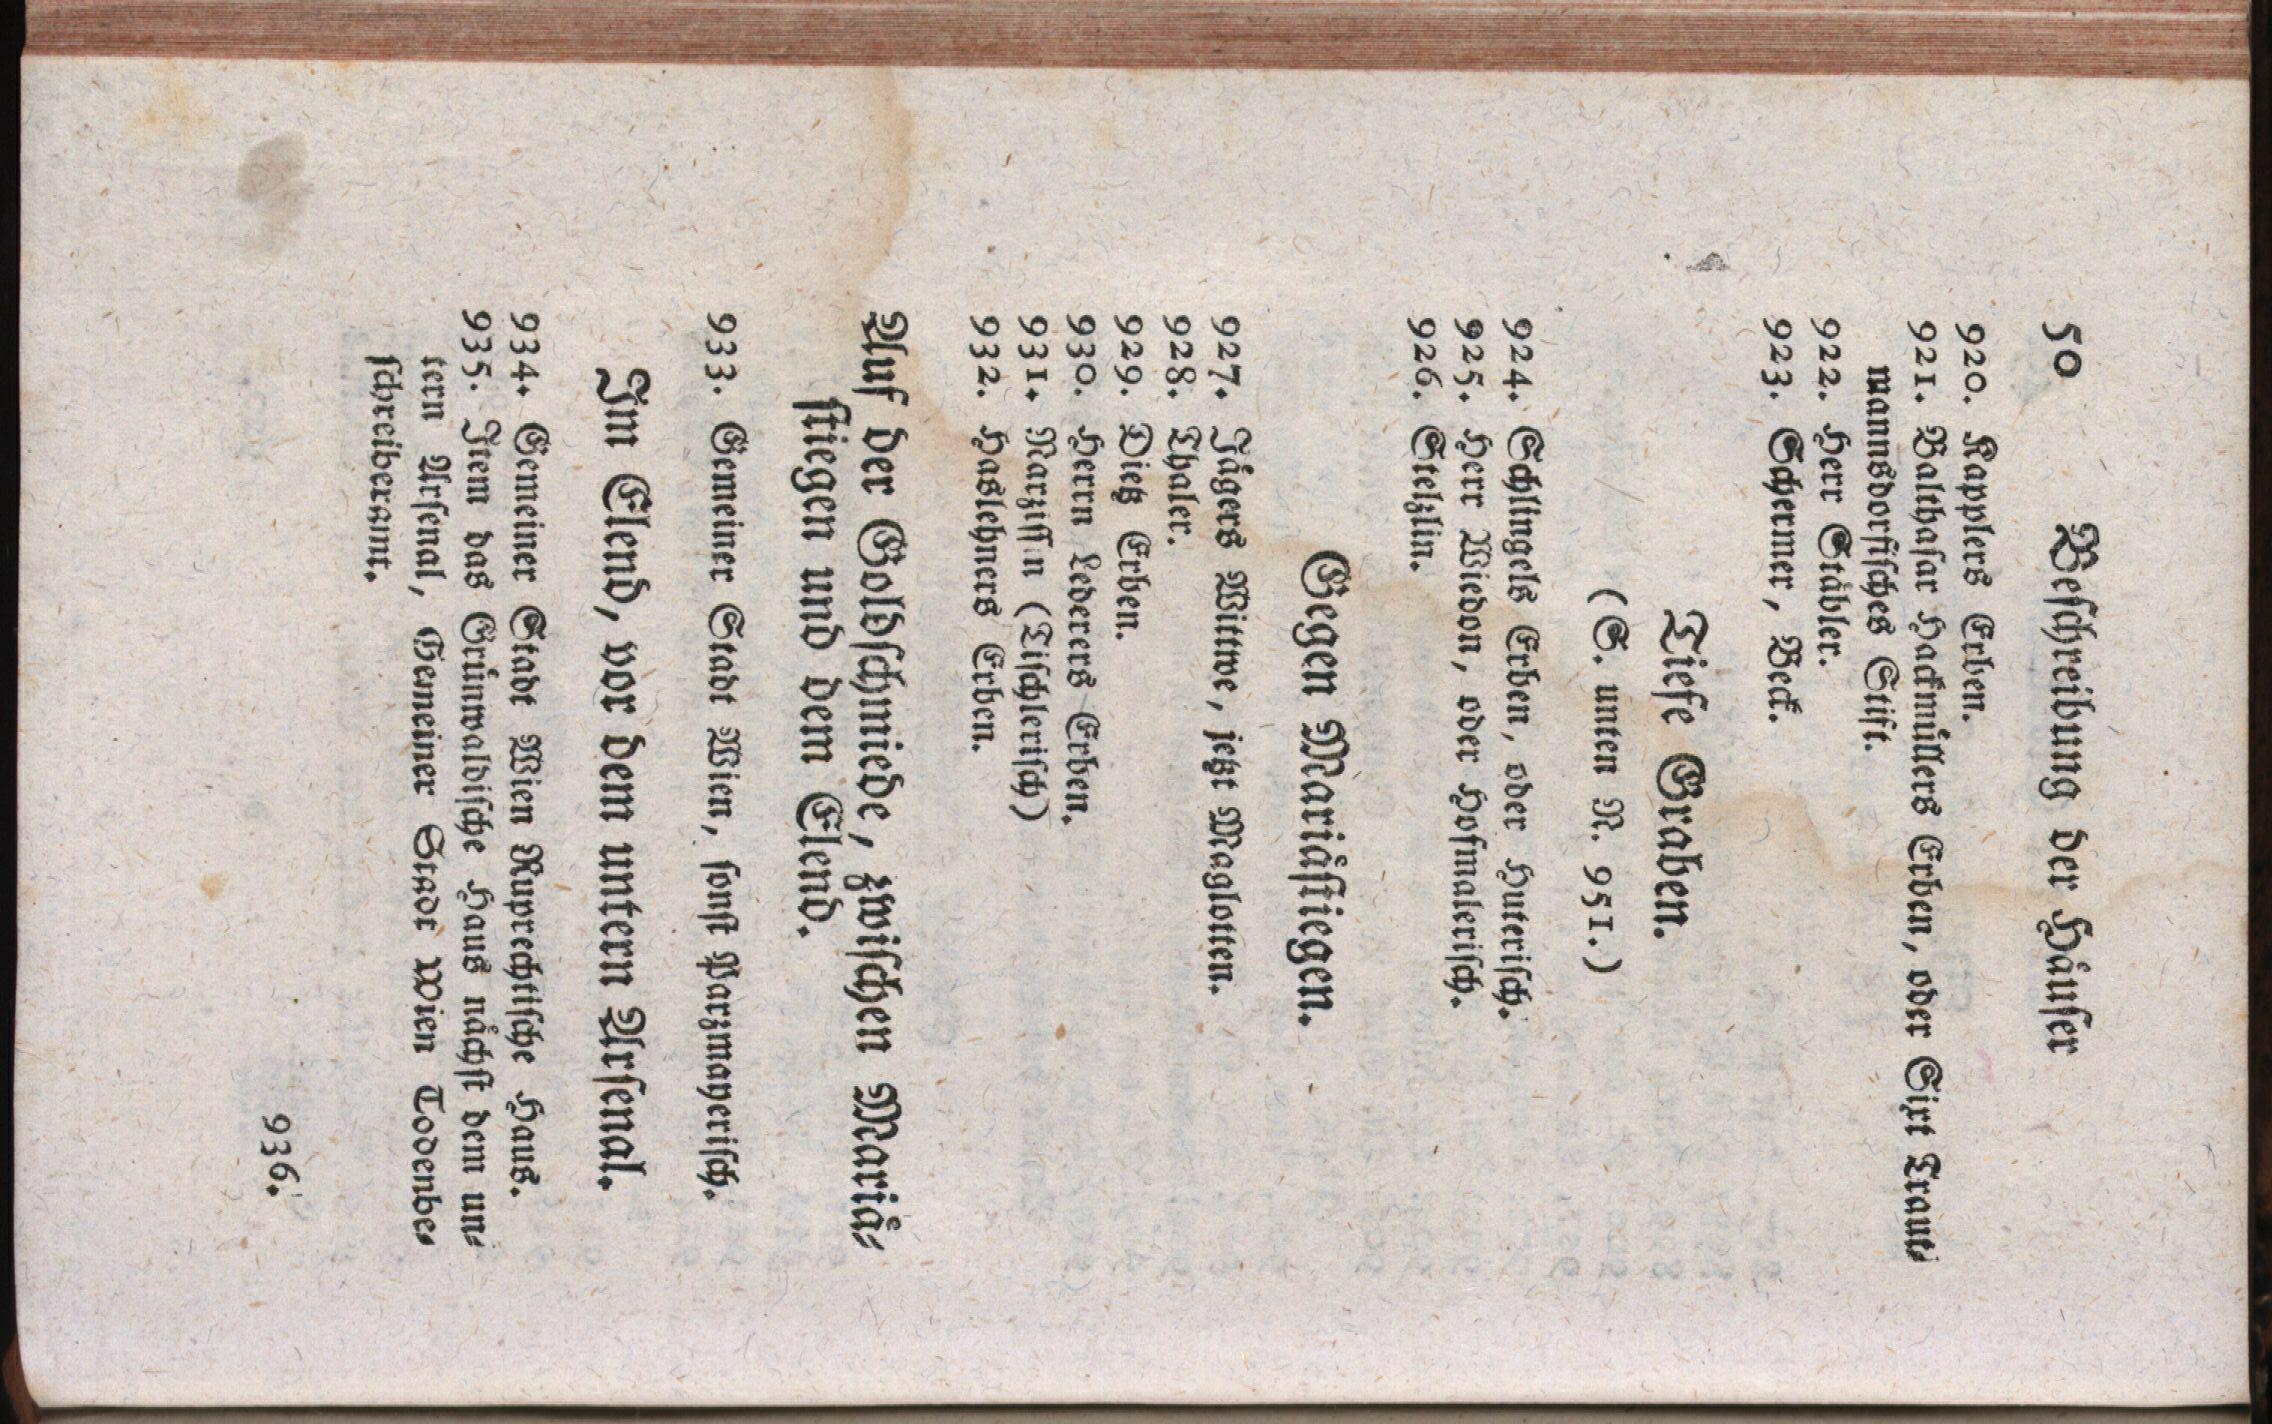 50 Beſchreibung der Häuſer
920. Kapplers Erben.
921. Balthaſar Hackmüllers Erben, oder Sixt Traut-
mannsdorfiſches Stift.
922. Herr Stäbler.
923. Schermer, Beck.
Tiefe Graben.
(S. unten N. 951.)
924. Schlingels Erben, oder Huteriſch.
925. Herr Wiedon, oder Hofmaleriſch.
926. Stelzlin.
Gegen Mariäſtiegen.
927. Jägers Wittwe, jetzt Maglotten.
928. Thaler.
929. Dietz Erben.
930. Herrn Lederers Erben.
931. Marziſſin (Tiſchleriſch)
932. Haslehners Erben.
Auf der Goldſchmiede, zwiſchen Mariä-
ſtiegen und dem Elend.
933. Gemeiner Stadt Wien, ſonſt Parzmayeriſch.
Im Elend, vor dem untern Arſenal.
934. Gemeiner Stadt Wien Ruprechtiſche Haus.
935. Item das Grünwaldiſche Haus nächſt dem un-
tern Arſenal, Gemeiner Stadt Wien Todenbe-
ſchreiberamt.
936.